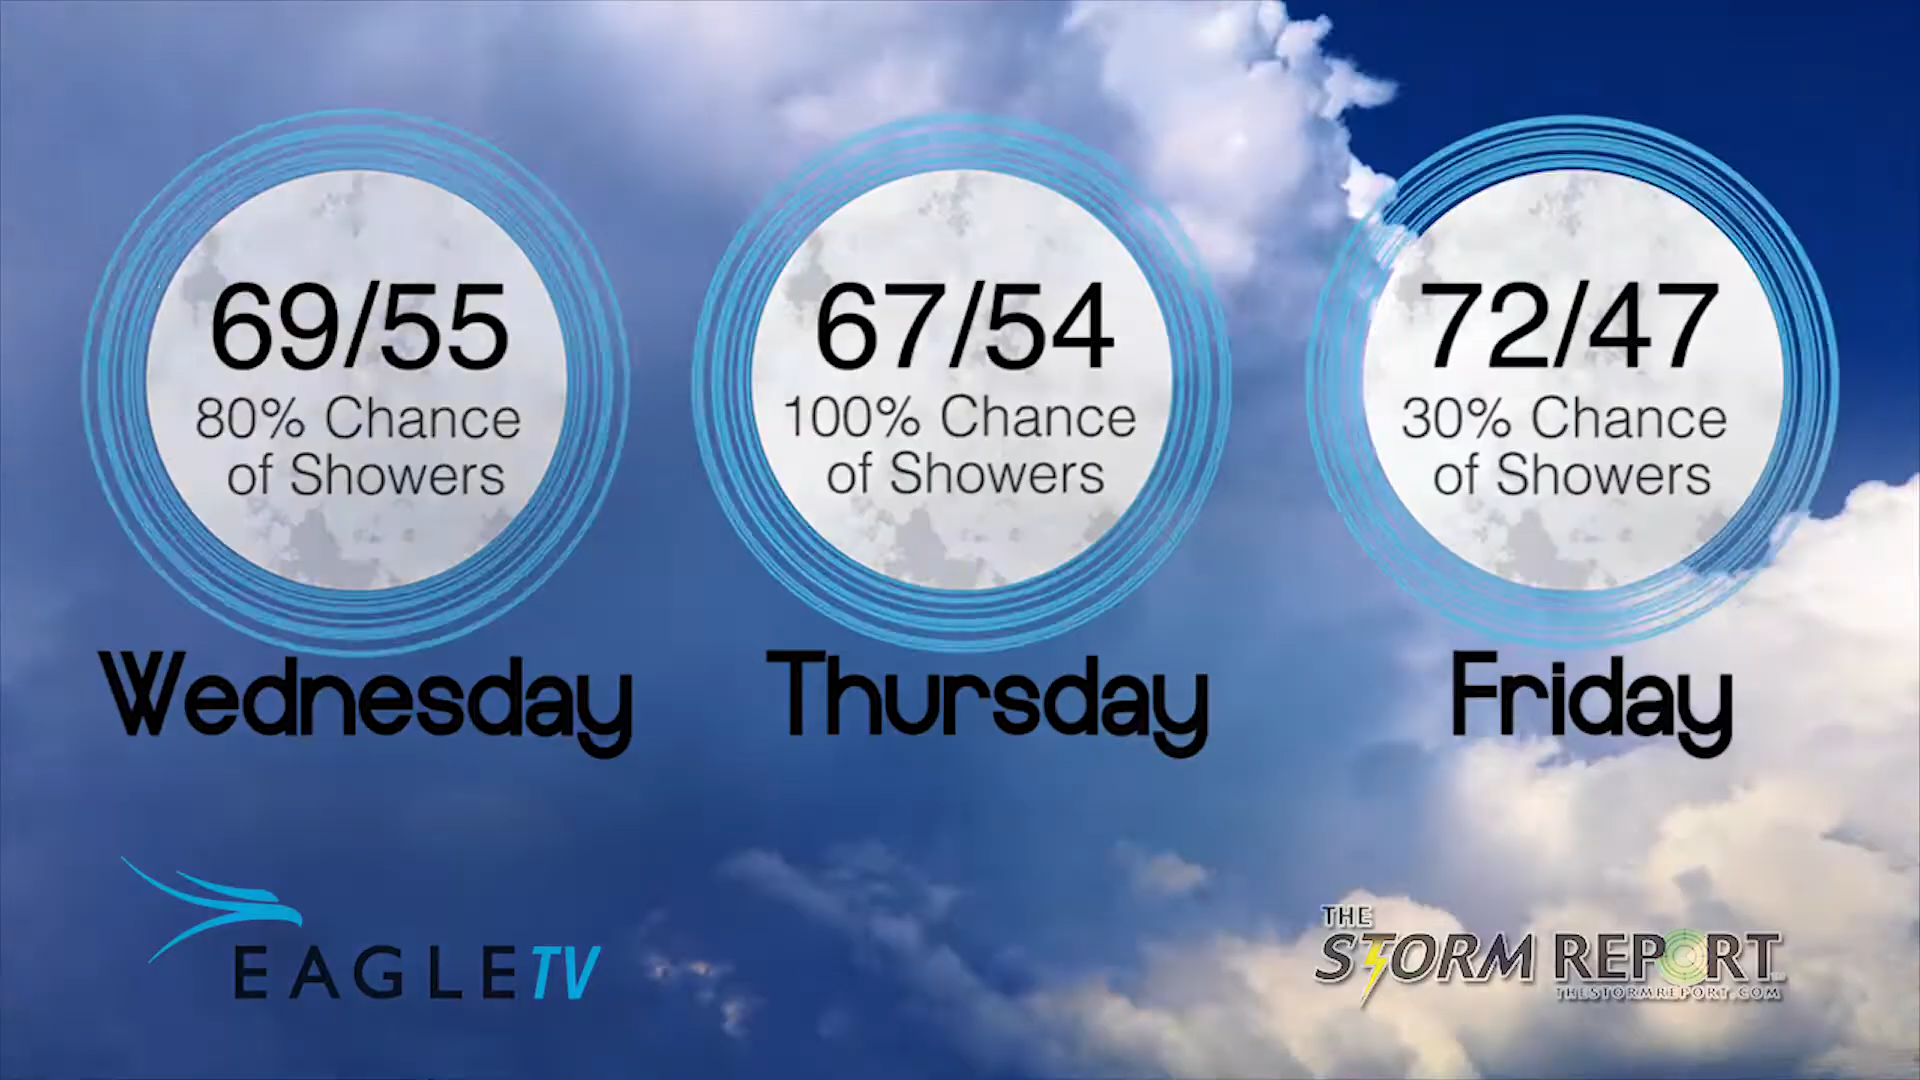 69/55
80% Chance
of Showers
Wednesday
67/54
100% Chance
of Showers
Thursday
72/47
30% Chance
of Showers
Friday
EAGLETV
THE
STORM REPORT
THESTORMREPORT.COM